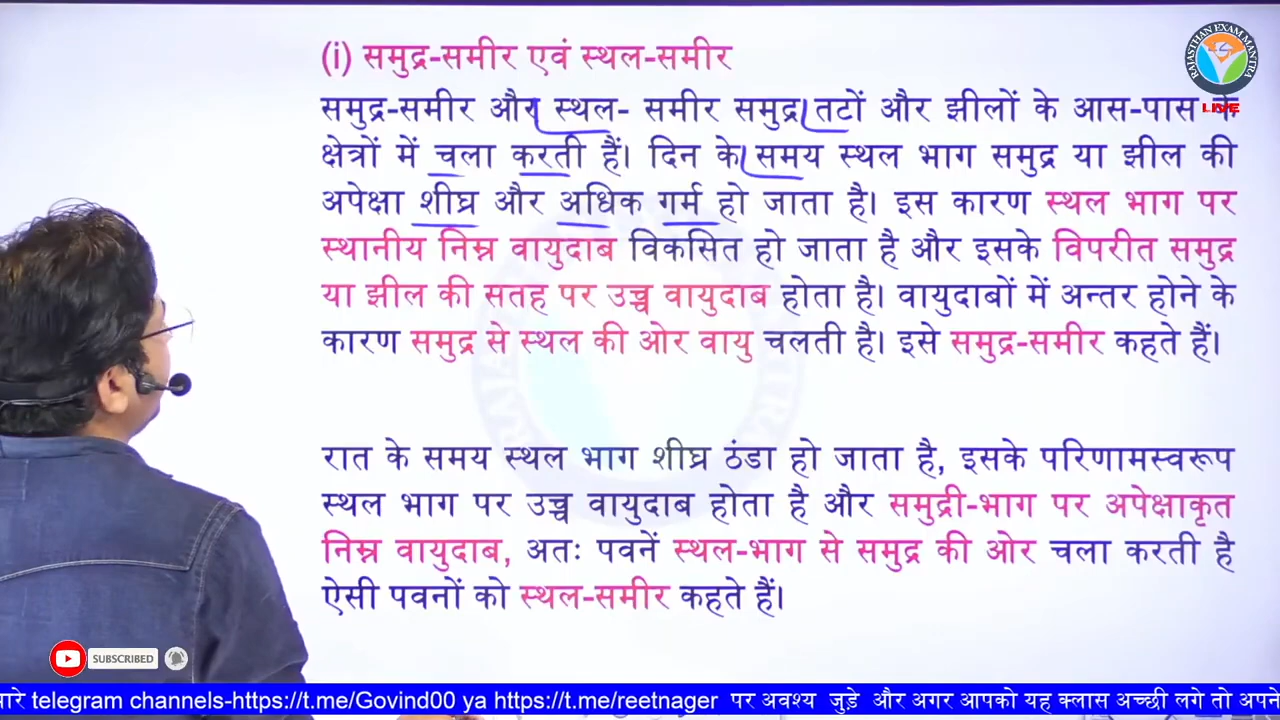 (i) समुद्र-समीर एवं स्थल-समीर
समुद्र-समीर और स्थल- समीर समुद्र तटों और झीलों के आस-पास के
क्षेत्रों में चला करती हैं। दिन के समय स्थल भाग समुद्र या झील की
अपेक्षा शीघ्र और अधिक गर्म हो जाता है। इस कारण स्थल भाग पर
स्थानीय निम्न वायुदाब विकसित हो जाता है और इसके विपरीत समुद्र
या झील की सतह पर उच्च वायुदाब होता है। वायुदाबों में अन्तर होने के
कारण समुद्र से स्थल की ओर वायु चलती है। इसे समुद्र-समीर कहते हैं।
रात के समय स्थल भाग शीघ्र ठंडा हो जाता है, इसके परिणामस्वरूप
स्थल भाग पर उच्च वायुदाब होता है और समुद्री-भाग पर अपेक्षाकृत
निम्न वायुदाब, अतः पवनें स्थल-भाग से समुद्र की ओर चला करती है
ऐसी पवनों को स्थल-समीर कहते हैं।
RAJASTHAN EXAM MANTRA
LIVE
SUBSCRIBED
मारे telegram channels-https://t.me/Govind00 ya https://t.me/reetnager पर अवश्य जुड़े और अगर आपको यह क्लास अच्छी लगे तो अपने